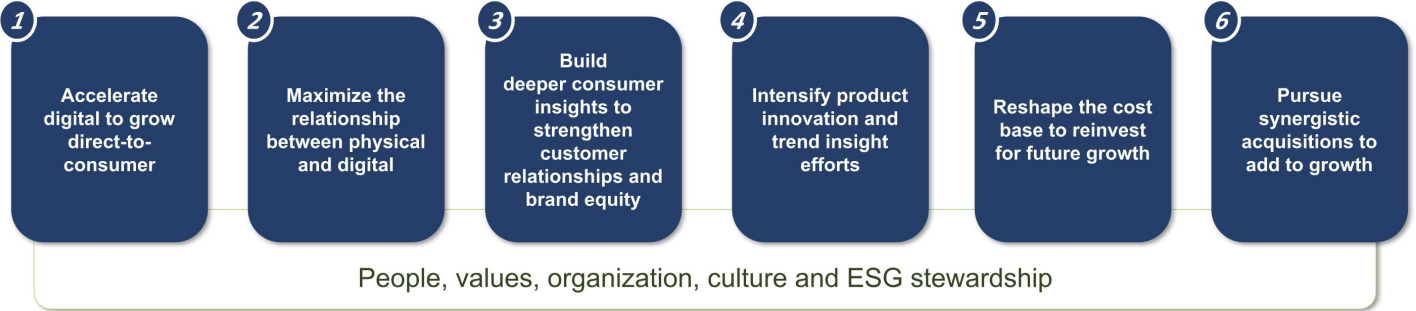 1
Accelerate
digital to grow
direct-to-
consumer
2
Maximize the
relationship
between physical
and digital
3
Build
deeper consumer
insights to
strengthen
customer
relationships and
brand equity
4
Intensify product
innovation and
trend insight
efforts
5
Reshape the cost
base to reinvest
for future growth
6
Pursue
synergistic
acquisitions to
add to growth
People, values, organization, culture and ESG stewardship